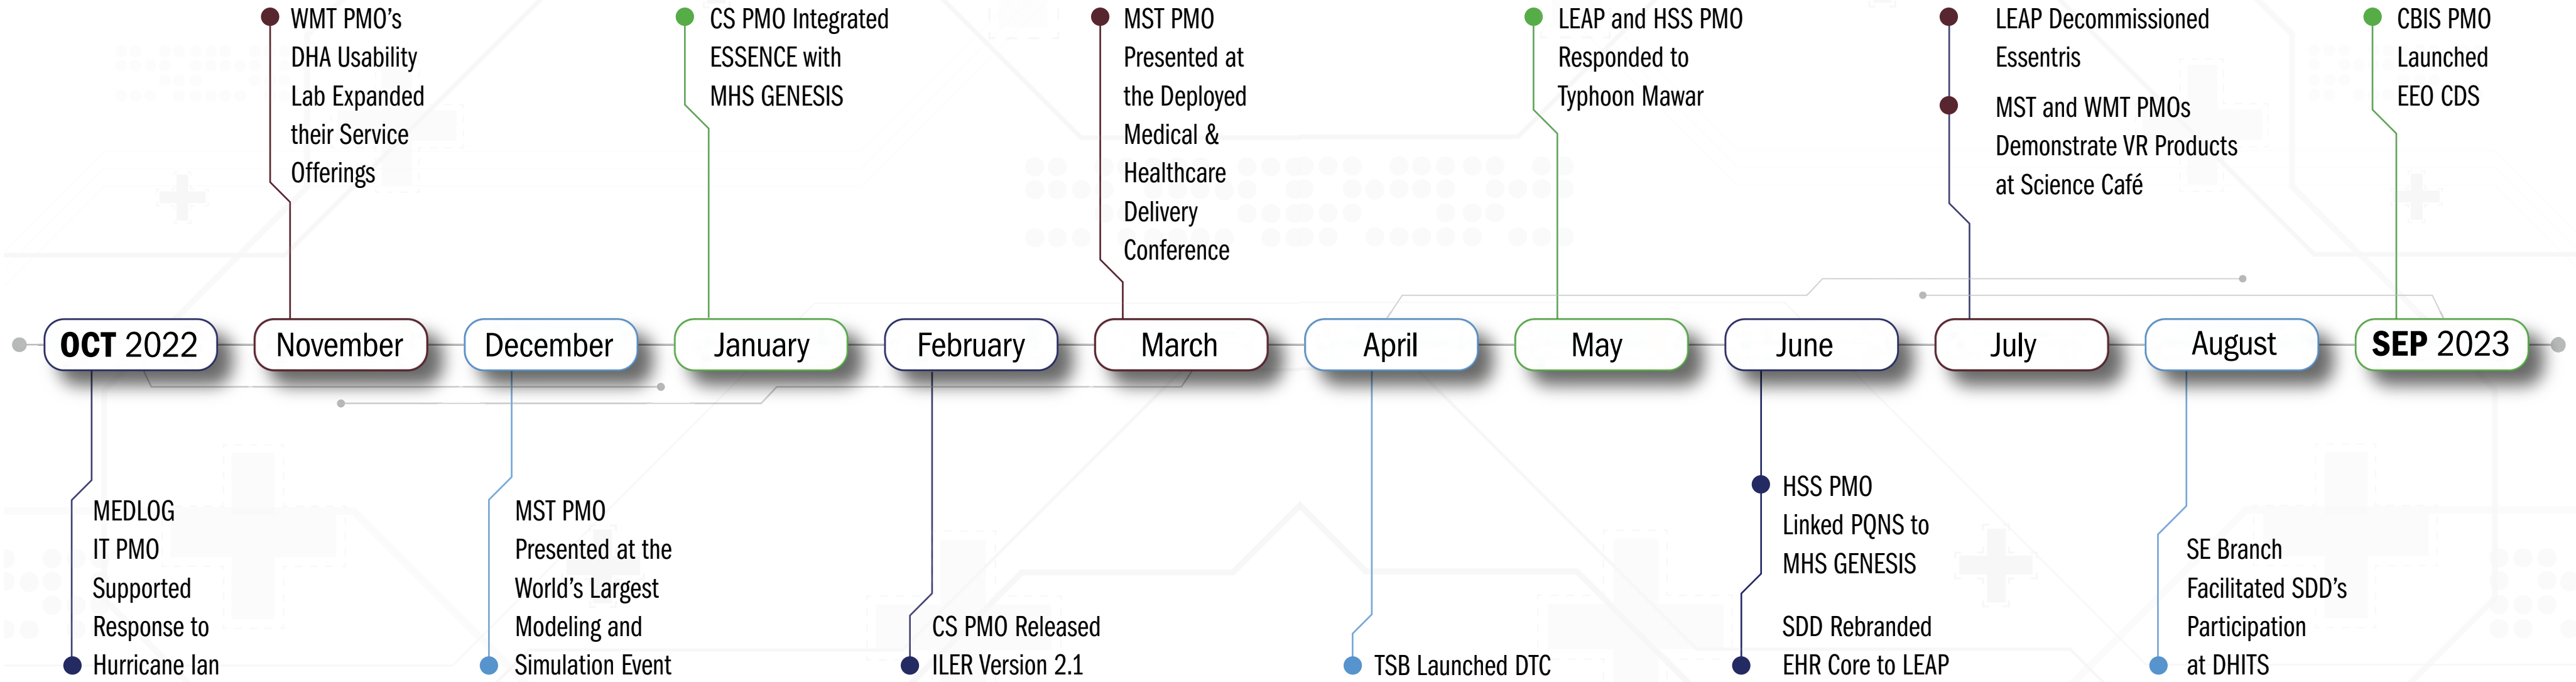 WMT PMO’s
DHA Usability
Lab Expanded
their Service
Offerings
CS PMO Integrated
ESSENCE with
MHS GENESIS
MST PMO
Presented at
the Deployed
Medical &
Healthcare
Delivery
Conference
LEAP and HSS PMO
Responded to
Typhoon Mawar
LEAP Decommissioned
Essentris
MST and WMT PMOs
Demonstrate VR Products
at Science Café
CBIS PMO
Launched
EEO CDS
OCT 2022
November
December
January
February
March
April
May
June
July
August
SEP 2023
MEDLOG
IT PMO
Supported
Response to
Hurricane Ian
MST PMO
Presented at the
World’s Largest
Modeling and
Simulation Event
CS PMO Released
ILER Version 2.1
TSB Launched DTC
HSS PMO
Linked PQNS to
MHS GENESIS
SDD Rebranded
EHR Core to LEAP
SE Branch
Facilitated SDD’s
Participation
at DHITS